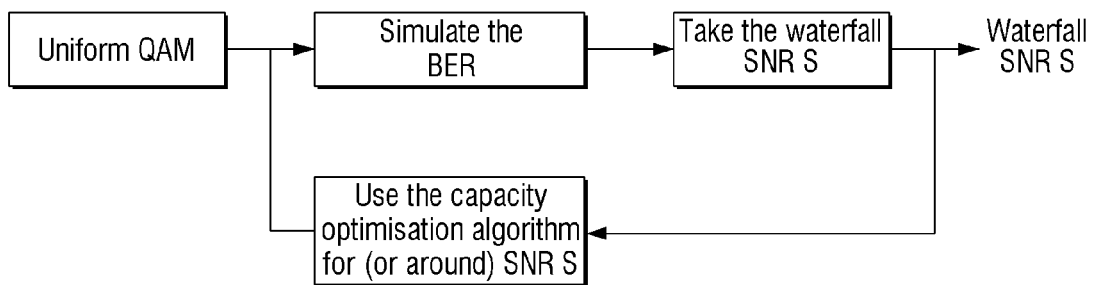 Uniform QAM
Simulate the
BER
Take the waterfall
SNR S
Waterfall
SNR S
Use the capacity
optimisation algorithm
for (or around) SNR S